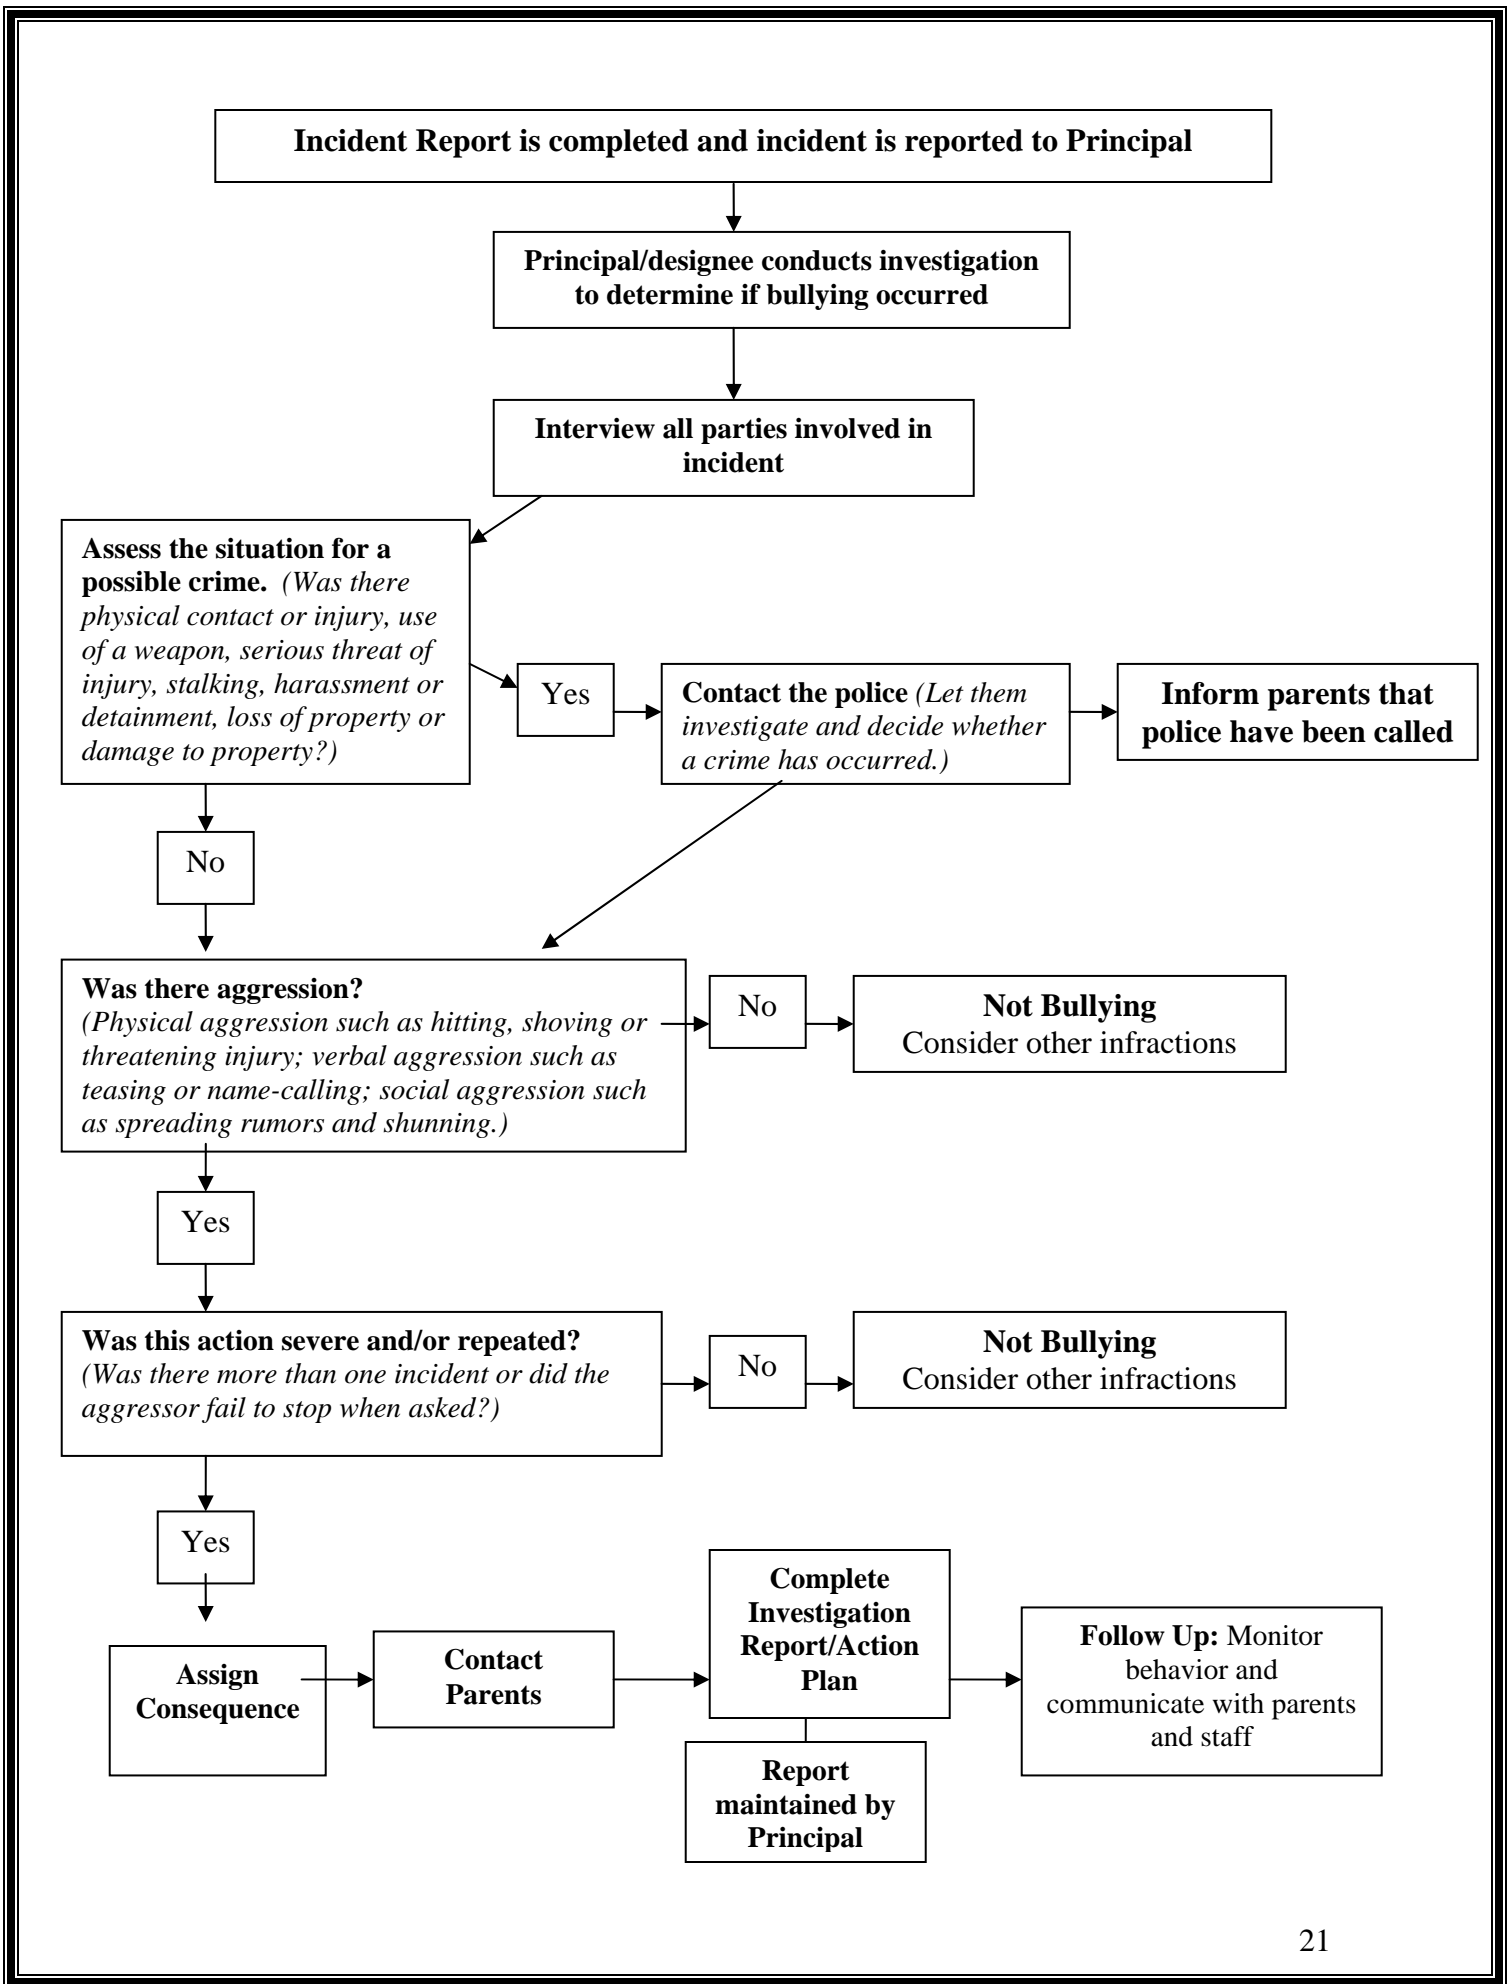 Incident Report is completed and incident is reported to Principal
Principal/designee conducts investigation
to determine if bullying occurred
Interview all parties involved in
incident
Assess the situation for a
possible crime. (Was there
physical contact or injury, use
of a weapon, serious threat of
injury, stalking, harassment or
detainment, loss of property or
damage to property?)
Yes
Contact the police (Let them
investigate and decide whether
a crime has occurred.)
Inform parents that
police have been called
No
Was there aggression?
(Physical aggression such as hitting, shoving or
threatening injury; verbal aggression such as
teasing or name-calling; social aggression such
as spreading rumors and shunning.)
No
Not Bullying
Consider other infractions
Yes
Was this action severe and/or repeated?
(Was there more than one incident or did the
aggressor fail to stop when asked?)
No
Not Bullying
Consider other infractions
Yes
Assign
Consequence
Contact
Parents
Complete
Investigation
Report/Action
Plan
Report
maintained by
Principal
Follow Up: Monitor
behavior and
communicate with parents
and staff
21